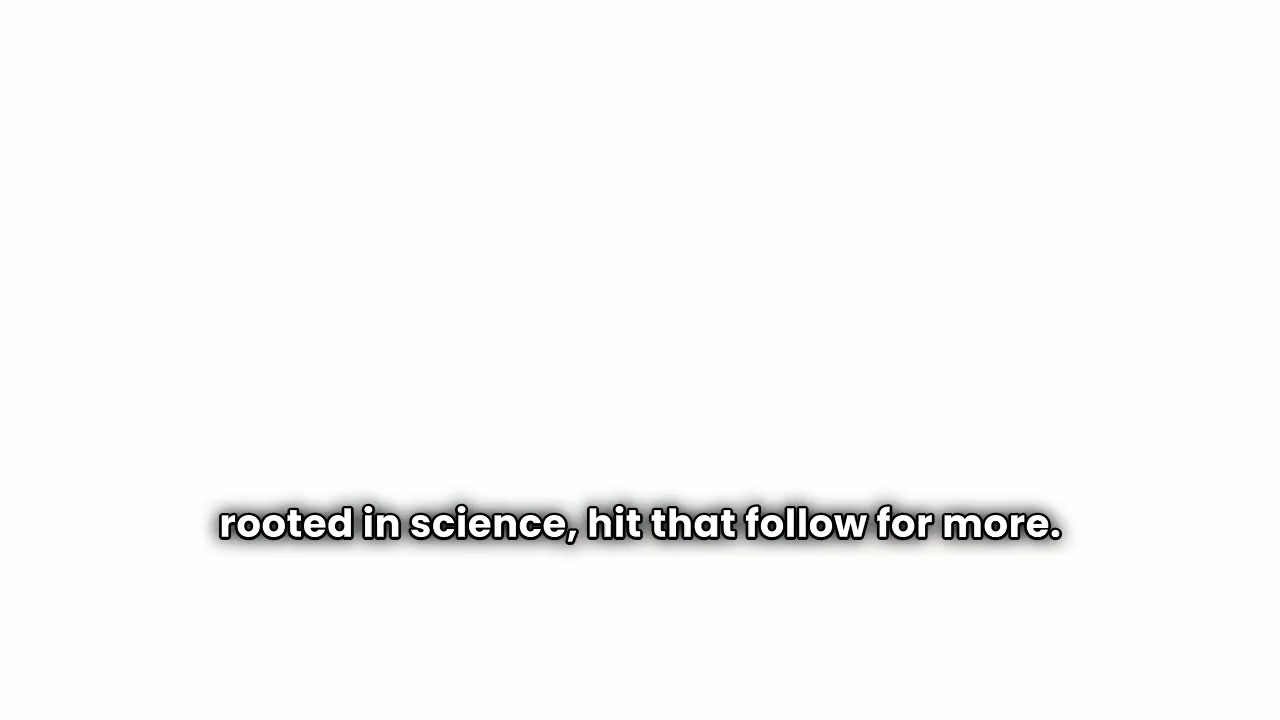 rooted in science, hit that follow for more.